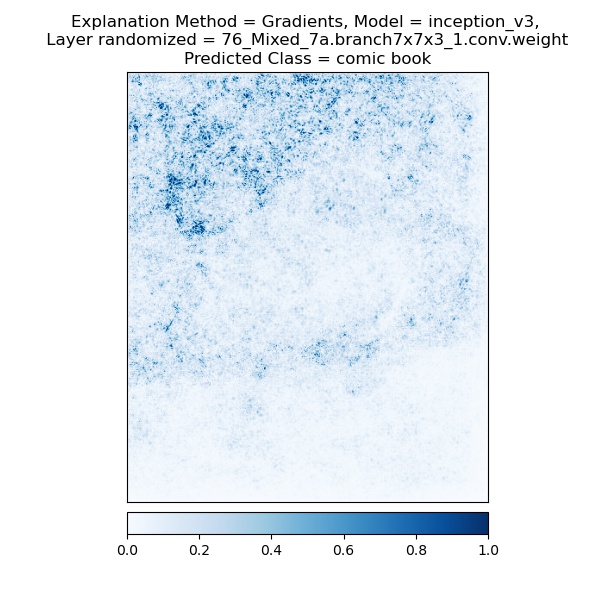 Explanation Method = Gradients, Model = inception_v3,
Layer randomized = 76_Mixed_7a.branch7x7x3_1.conv.weight
Predicted Class = comic book
0.0 0.2 0.4 0.6 0.8 1.0